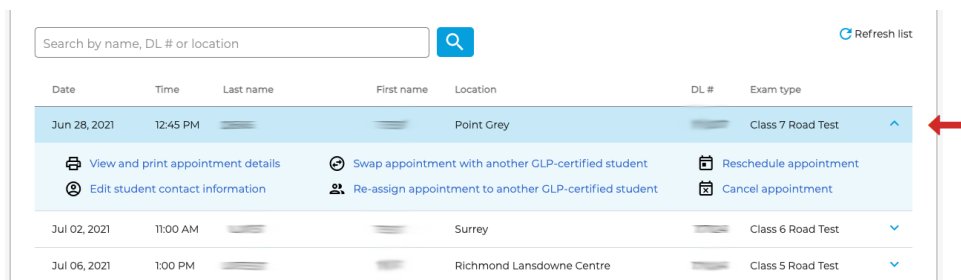 Search by name, DL # or location
Refresh list
Date Time Last name First name Location DL # Exam type
Jun 28, 2021 12:45 PM Point Grey Class 7 Road Test
View and print appointment details Swap appointment with another GLP-certified student Reschedule appointment
Edit student contact information Re-assign appointment to another GLP-certified student Cancel appointment
Jul 02, 2021 11:00 AM Surrey Class 6 Road Test
Jul 06, 2021 1:00 PM Richmond Lansdowne Centre Class 5 Road Test